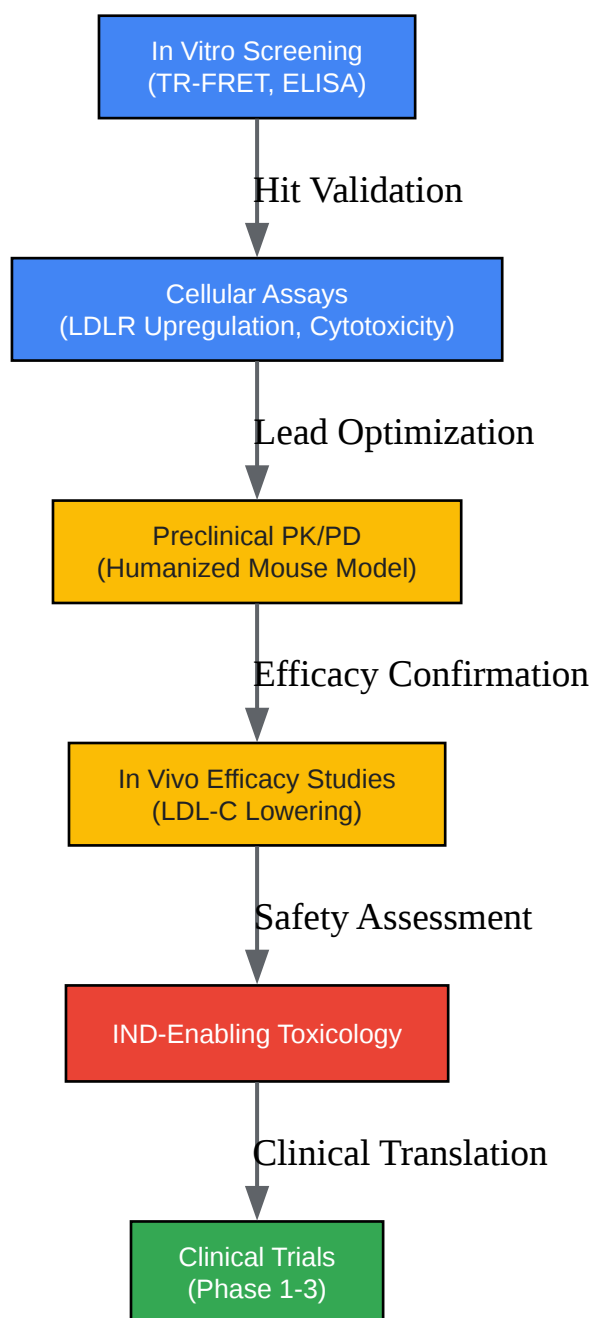 In Vitro Screening
(TR-FRET, ELISA)
Hit Validation
Cellular Assays
(LDLR Upregulation, Cytotoxicity)
Lead Optimization
Preclinical PK/PD
(Humanized Mouse Model)
Efficacy Confirmation
In Vivo Efficacy Studies
(LDL-C Lowering)
Safety Assessment
IND-Enabling Toxicology
Clinical Translation
Clinical Trials
(Phase 1-3)